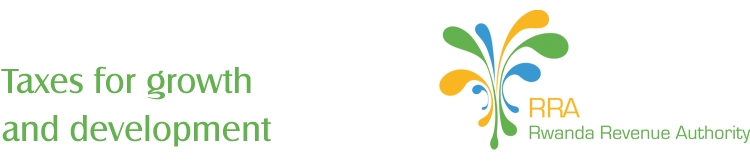 Taxes for growth
and development
RRA
Rwanda Revenue Authority